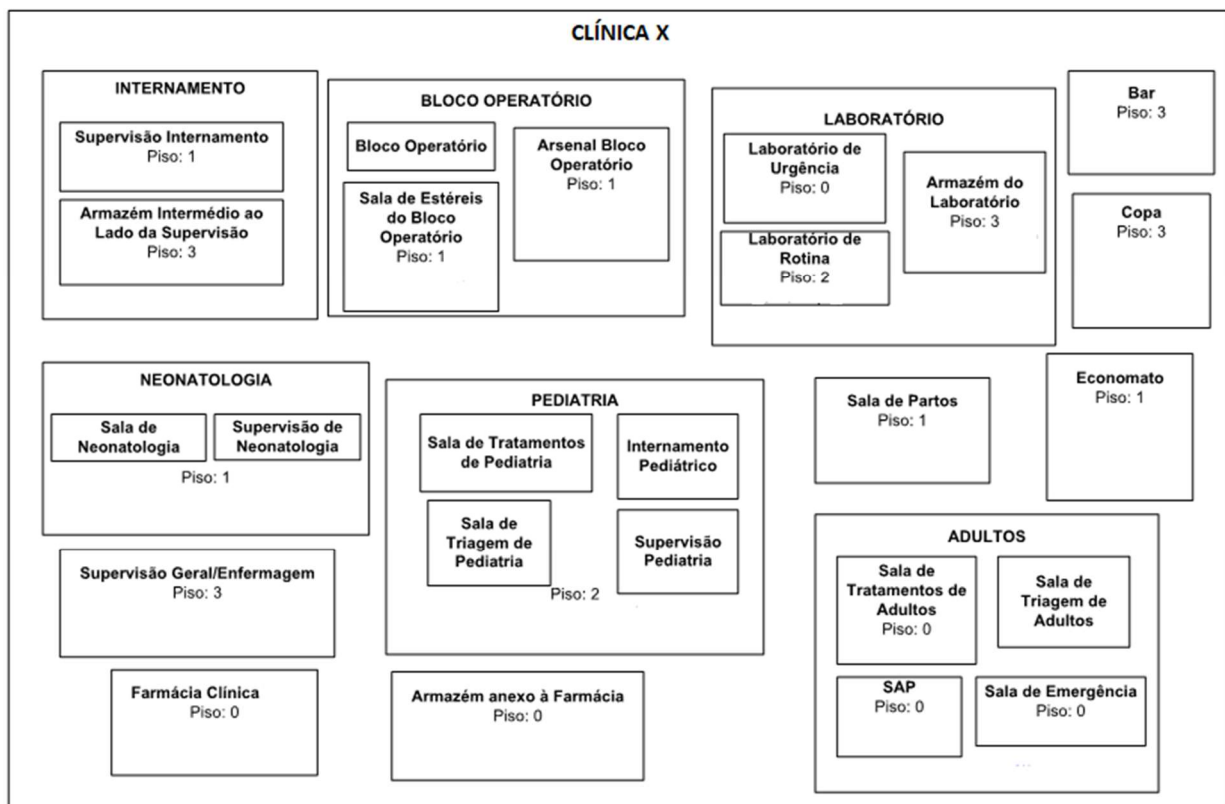 CLÍNICA X
INTERNAMENTO
Supervisão Internamento
Piso: 1
Armazém Intermédio ao
Lado da Supervisão
Piso: 3
BLOCO OPERATÓRIO
Bloco Operatório
Sala de Estéreis
do Bloco
Operatório
Piso: 1
Arsenal Bloco
Operatório
Piso: 1
LABORATÓRIO
Laboratório de
Urgência
Piso: 0
Laboratório de
Rotina
Piso: 2
Armazém do
Laboratório
Piso: 3
Bar
Piso: 3
Copa
Piso: 3
NEONATOLOGIA
Sala de
Neonatologia
Supervisão de
Neonatologia
Piso: 1
PEDIATRIA
Sala de Tratamentos
de Pediatria
Internamento
Pediátrico
Sala de
Triagem de
Pediatria
Supervisão
Pediatria
Piso: 2
Sala de Partos
Piso: 1
Economato
Piso: 1
Supervisão Geral/Enfermagem
Piso: 3
Farmácia Clínica
Piso: 0
Armazém anexo à Farmácia
Piso: 0
ADULTOS
Sala de
Tratamentos de
Adultos
Piso: 0
Sala de
Triagem de
Adultos
SAP
Piso: 0
Sala de Emergência
Piso: 0